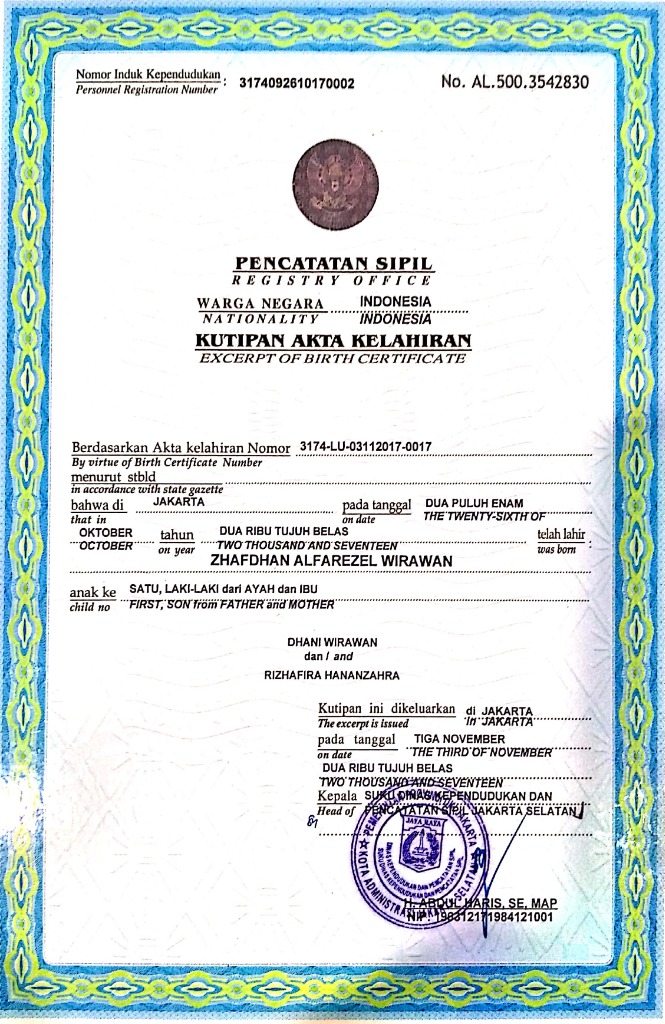 Nomor Induk Kependudukan : 3174092610170002 No. AL.500.3542830
Personnel Registration Number
PENCATATAN SIPIL
REGISTRY OFFICE
WARGA NEGARA INDONESIA
NATIONALITY INDONESIA
KUTIPAN AKTA KELAHIRAN
EXCERPT OF BIRTH CERTIFICATE
Berdasarkan Akta kelahiran Nomor 3174-LU-03112017-0017
By virtue of Birth Certificate Number
menurut stbld
in accordance with state gazette
bahwa di JAKARTA pada tanggal DUA PULUH ENAM
that in on date THE TWENTY-SIXTH OF
OKTOBER tahun DUA RIBU TUJUH BELAS telah lahir
OCTOBER on year TWO THOUSAND AND SEVENTEEN was born :
ZHAFDHAN ALFAREZEL WIRAWAN
anak ke SATU, LAKI-LAKI dari AYAH dan IBU
child no FIRST, SON from FATHER and MOTHER
DHANI WIRAWAN
dan / and
RIZHAFIRA HANANZAHRA
Kutipan ini dikeluarkan di JAKARTA
The excerpt is issued in JAKARTA
pada tanggal TIGA NOVEMBER
on date THE THIRD OF NOVEMBER
DUA RIBU TUJUH BELAS
TWO THOUSAND AND SEVENTEEN
Kepala SUKU DINAS KEPENDUDUKAN DAN
Head of PENCATATAN SIPIL JAKARTA SELATAN
JAYA RAYA
KOTA ADMINISTRASI JAKARTA SELATAN
H. ABDUL HARIS, SE, MAP
NIP. 196312171984121001